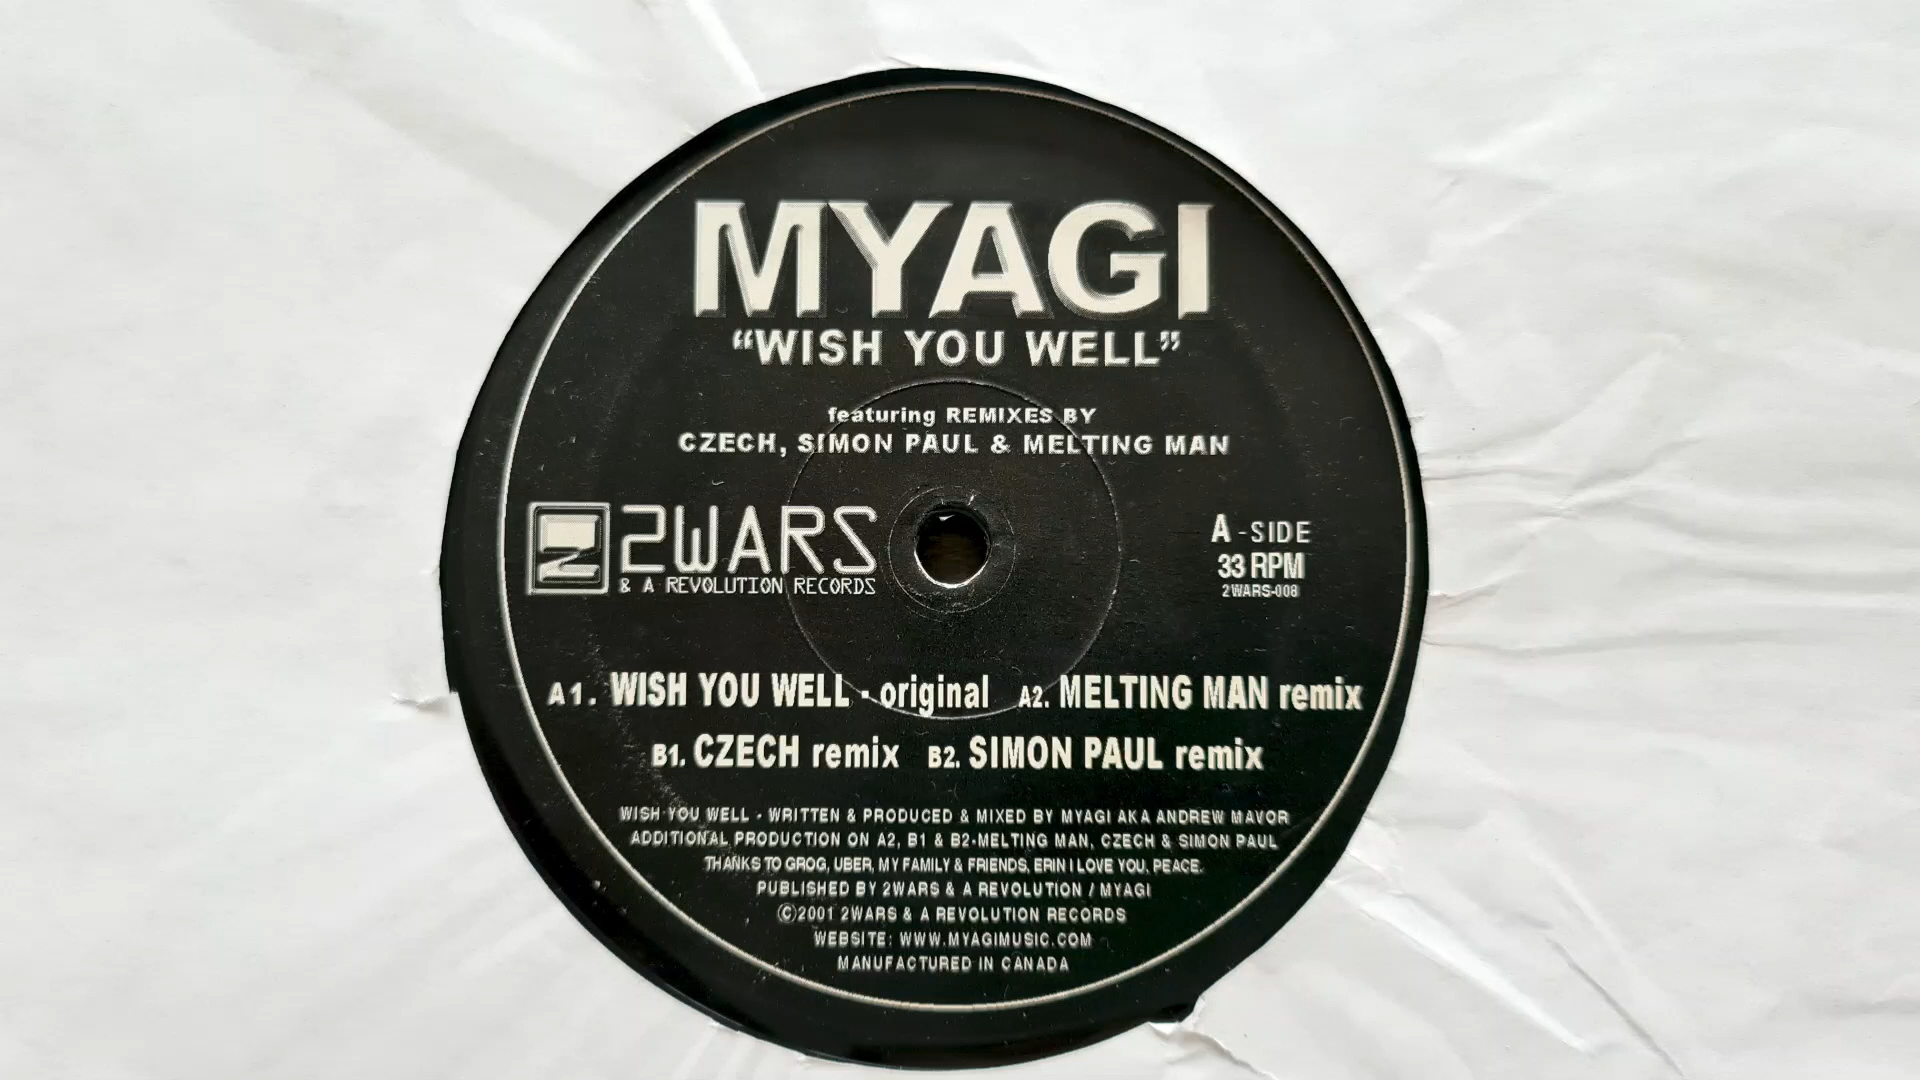 MYAGI
“WISH YOU WELL”
featuring REMIXES BY
CZECH, SIMON PAUL & MELTING MAN
2WARS
& A REVOLUTION RECORDS
A - SIDE
33 RPM
2WARS-008
A1. WISH YOU WELL - original A2. MELTING MAN remix
B1. CZECH remix B2. SIMON PAUL remix
WISH YOU WELL - WRITTEN & PRODUCED & MIXED BY MYAGI AKA ANDREW MAVOR
ADDITIONAL PRODUCTION ON A2, B1 & B2-MELTING MAN, CZECH & SIMON PAUL
THANKS TO GROG, UBER, MY FAMILY & FRIENDS, ERIN I LOVE YOU, PEACE.
PUBLISHED BY 2WARS & A REVOLUTION / MYAGI
©2001 2WARS & A REVOLUTION RECORDS
WEBSITE: WWW.MYAGIMUSIC.COM
MANUFACTURED IN CANADA